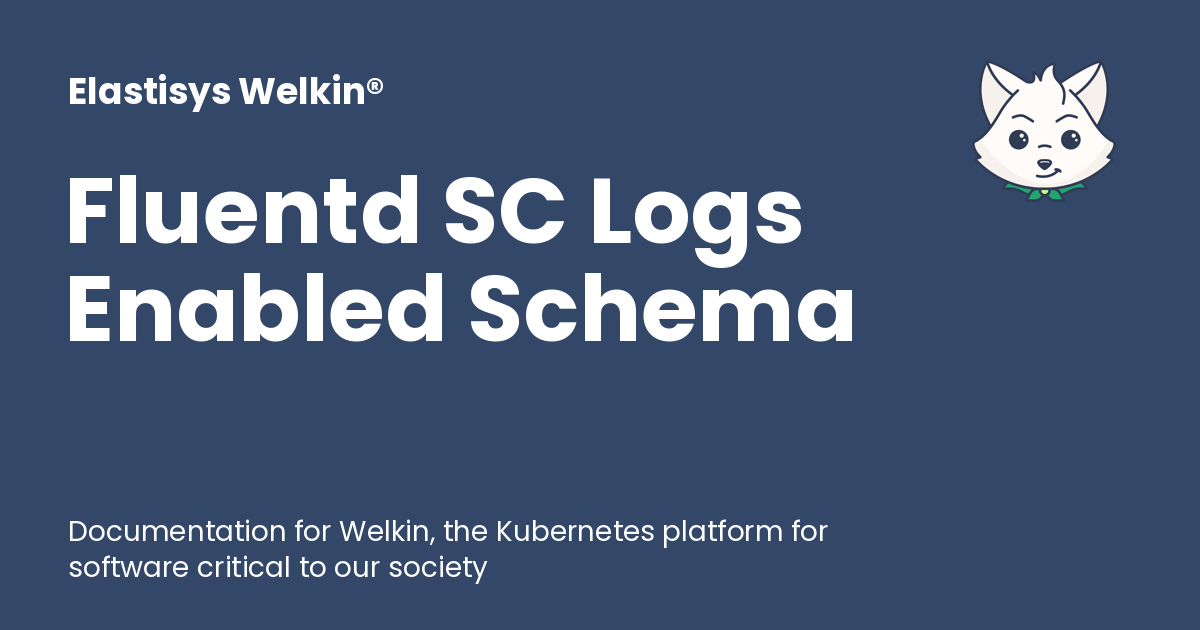 Elastisys Welkin®
Fluentd SC Logs
Enabled Schema
Documentation for Welkin, the Kubernetes platform for
software critical to our society